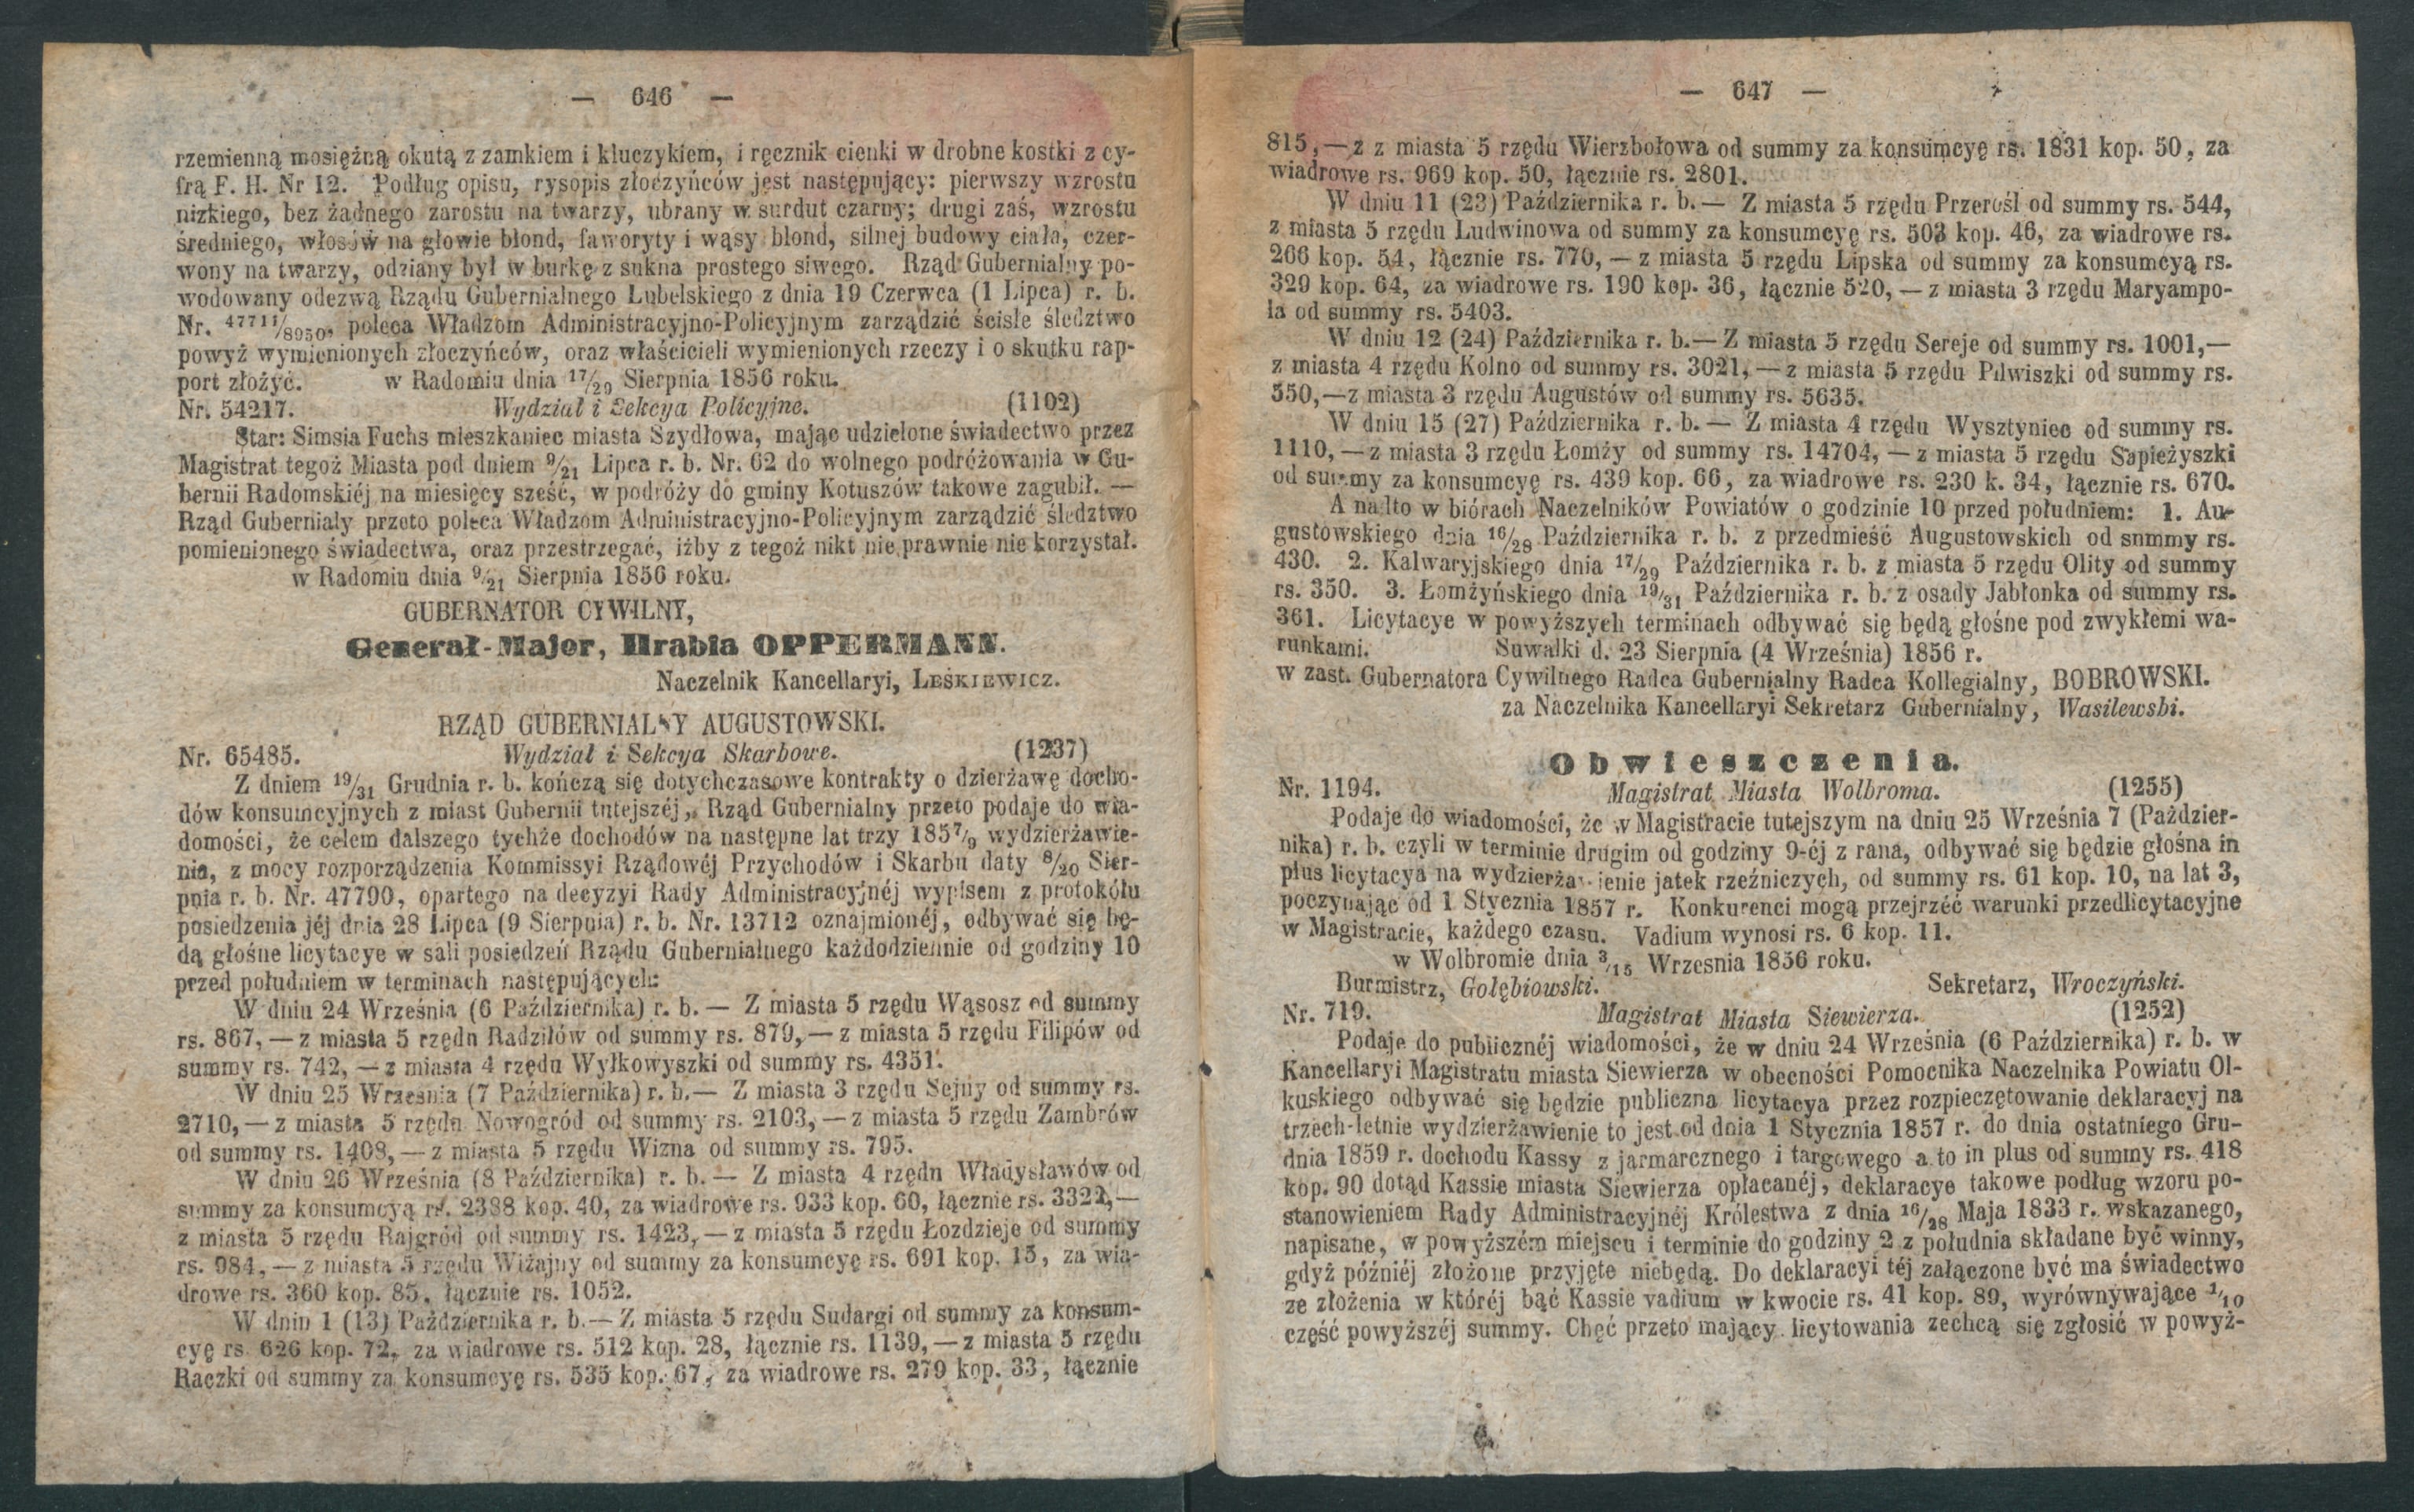 — 646 —
rzemienną mosiężną okutą z zamkiem i kluczykiem, i ręcznik cienki w drobne kostki z cy-
frą F. H. Nr 12. Podług opisu, rysopis złoczyńców jest następujący: pierwszy wzrostu
nizkiego, bez żadnego zarostu na twarzy, ubrany w surdut czarny; drugi zaś, wzrostu
średniego, włosów na głowie blond, faworyty i wąsy blond, silnej budowy ciała, czer-
wony na twarzy, odziany był w burkę z sukna prostego siwego. Rząd Gubernialny po-
wodowany odezwą Rządu Gubernialnego Lubelskiego z dnia 19 Czerwca (1 Lipca) r. b.
Nr. 47711/8950, poleca Władzom Administracyjno-Policyjnym zarządzić ścisłe śledztwo
powyż wymienionych złoczyńców, oraz właścicieli wymienionych rzeczy i o skutku rap-
port złożyć. w Radomiu dnia 17/29 Sierpnia 1856 roku.
Nr. 54217. Wydział i Sekcya Policyjne. (1102)
Star: Simsia Fuchs mieszkaniec miasta Szydłowa, mając udzielone świadectwo przez
Magistrat tegoż Miasta pod dniem 9/21 Lipca r. b. Nr. 62 do wolnego podróżowania w Gu-
bernii Radomskiéj na miesięcy sześć, w podróży do gminy Kotuszów takowe zagubił. —
Rząd Gubernialy przeto poleca Władzom Administracyjno-Policyjnym zarządzić śledztwo
pomienionego świadectwa, oraz przestrzegać, iżby z tegoż nikt nie prawnie nie korzystał.
w Radomiu dnia 9/21 Sierpnia 1856 roku.
GUBERNATOR CYWILNY,
Generał-Major, Hrabia OPPERMANN.
Naczelnik Kancellaryi, LEŚKIEWICZ.
RZĄD GUBERNIALNY AUGUSTOWSKI.
Nr. 65485. Wydział i Sekcya Skarbowe. (1237)
Z dniem 19/31 Grudnia r. b. kończą się dotychczasowe kontrakty o dzierżawę docho-
dów konsumcyjnych z miast Gubernii tutejszéj, Rząd Gubernialny przeto podaje do wia-
domości, że celem dalszego tychże dochodów na następne lat trzy 1857/9 wydzierżawie-
nia, z mocy rozporządzenia Kommissyi Rządowéj Przychodów i Skarbu daty 8/20 Sier-
pnia r. b. Nr. 47790, opartego na decyzyi Rady Administracyjnéj wypisem z protokółu
posiedzenia jéj dnia 28 Lipca (9 Sierpnia) r. b. Nr. 13712 oznajmionéj, odbywać się bę-
dą głośne licytacye w sali posiedzeń Rządu Gubernialnego każdodziennie od godziny 10
przed południem w terminach następujących:
W dniu 24 Września (6 Października) r. b. — Z miasta 5 rzędu Wąsosz od summy
rs. 867, — z miasta 5 rzędu Radziłów od summy rs. 879, — z miasta 5 rzędu Filipów od
summy rs. 742, — z miasta 4 rzędu Wyłkowyszki od summy rs. 4351.
W dniu 25 Września (7 Października) r. b. — Z miasta 3 rzędu Sejny od summy rs.
2710, — z miasta 5 rzędu Nowogród od summy rs. 2103, — z miasta 5 rzędu Zambrów
od summy rs. 1408, — z miasta 5 rzędu Wizna od summy rs. 795.
W dniu 26 Września (8 Października) r. b. — Z miasta 4 rzędu Władysławów od
summy za konsumcyą rs. 2388 kop. 40, za wiadrowe rs. 933 kop. 60, łącznie rs. 3322, —
z miasta 5 rzędu Rajgród od summy rs. 1423, — z miasta 5 rzędu Łozdzieje od summy
rs. 984, — z miasta 5 rzędu Wiżajny od summy za konsumcyę rs. 691 kop. 15, za wia-
drowe rs. 360 kop. 85, łącznie rs. 1052.
W dniu 1 (13) Października r. b. — Z miasta 5 rzędu Sudargi od summy za konsum-
cyę rs. 626 kop. 72, za wiadrowe rs. 512 kop. 28, łącznie rs. 1139, — z miasta 5 rzędu
Raczki od summy za konsumcyę rs. 535 kop. 67, za wiadrowe rs. 279 kop. 33, łącznie
— 647 —
815, — z z miasta 5 rzędu Wierzbołowa od summy za konsumcyę rs. 1831 kop. 50, za
wiadrowe rs. 969 kop. 50, łącznie rs. 2801.
W dniu 11 (23) Października r. b. — Z miasta 5 rzędu Przerośl od summy rs. 544,
z miasta 5 rzędu Ludwinowa od summy za konsumcyę rs. 503 kop. 46, za wiadrowe rs.
266 kop. 54, łącznie rs. 770, — z miasta 5 rzędu Lipska od summy za konsumcyą rs.
329 kop. 64, za wiadrowe rs. 190 kop. 36, łącznie 520, — z miasta 3 rzędu Maryampo-
la od summy rs. 5403.
W dniu 12 (24) Października r. b. — Z miasta 5 rzędu Sereje od summy rs. 1001, —
z miasta 4 rzędu Kolno od summy rs. 3021, — z miasta 5 rzędu Pilwiszki od summy rs.
550, — z miasta 3 rzędu Augustów od summy rs. 5635.
W dniu 15 (27) Października r. b. — Z miasta 4 rzędu Wysztyniec od summy rs.
1110, — z miasta 3 rzędu Łomży od summy rs. 14704, — z miasta 5 rzędu Sapieżyszki
od summy za konsumcyę rs. 439 kop. 66, za wiadrowe rs. 230 k. 34, łącznie rs. 670.
A nadto w biórach Naczelników Powiatów o godzinie 10 przed południem: 1. Au-
gustowskiego dnia 16/28 Października r. b. z przedmieść Augustowskich od snmmy rs.
430. 2. Kalwaryjskiego dnia 17/29 Października r. b. z miasta 5 rzędu Olity od summy
rs. 350. 3. Łomżyńskiego dnia 19/31 Października r. b. z osady Jabłonka od summy rs.
361. Licytacye w powyższych terminach odbywać się będą głośne pod zwykłemi wa-
runkami. Suwałki d. 23 Sierpnia (4 Września) 1856 r.
w zast. Gubernatora Cywilnego Radca Gubernialny Radca Kollegialny, BOBROWSKI.
za Naczelnika Kancellaryi Sekretarz Gubernialny, Wasilewski.
Obwieszczenia.
Nr. 1194. Magistrat Miasta Wolbroma. (1255)
Podaje do wiadomości, że w Magistracie tutejszym na dniu 25 Września 7 (Paździer-
nika) r. b. czyli w terminie drugim od godziny 9-éj z rana, odbywać się będzie głośna in
plus licytacya na wydzierżawienie jatek rzeźniczych, od summy rs. 61 kop. 10, na lat 3,
poczynając od 1 Stycznia 1857 r. Konkurenci mogą przejrzéć warunki przedlicytacyjne
w Magistracie, każdego czasu. Vadium wynosi rs. 6 kop. 11.
w Wolbromie dnia 3/15 Wrzesnia 1856 roku.
Burmistrz, Gołębiowski. Sekretarz, Wroczyński.
Nr. 719. Magistrat Miasta Siewierza. (1252)
Podaje do publicznéj wiadomości, że w dniu 24 Września (6 Października) r. b. w
Kancellaryi Magistratu miasta Siewierza w obecności Pomocnika Naczelnika Powiatu Ol-
kuskiego odbywać się będzie publiczna licytacya przez rozpieczętowanie deklaracyj na
trzech-letnie wydzierżawienie to jest od dnia 1 Stycznia 1857 r. do dnia ostatniego Gru-
dnia 1859 r. dochodu Kassy z jarmarcznego i targowego a to in plus od summy rs. 418
kop. 90 dotąd Kassie miasta Siewierza opłacanéj, deklaracye takowe podług wzoru po-
stanowieniem Rady Administracyjnéj Królestwa z dnia 16/28 Maja 1833 r. wskazanego,
napisane, w powyższém miejscu i terminie do godziny 2 z południa składane być winny,
gdyż późniéj złożone przyjęte niebędą. Do deklaracyi téj załączone być ma świadectwo
ze złożenia w któréj bąć Kassie vadium w kwocie rs. 41 kop. 89, wyrównywające 1/10
część powyższéj summy. Chęć przeto mający licytowania zechcą się zgłosić w powyż-